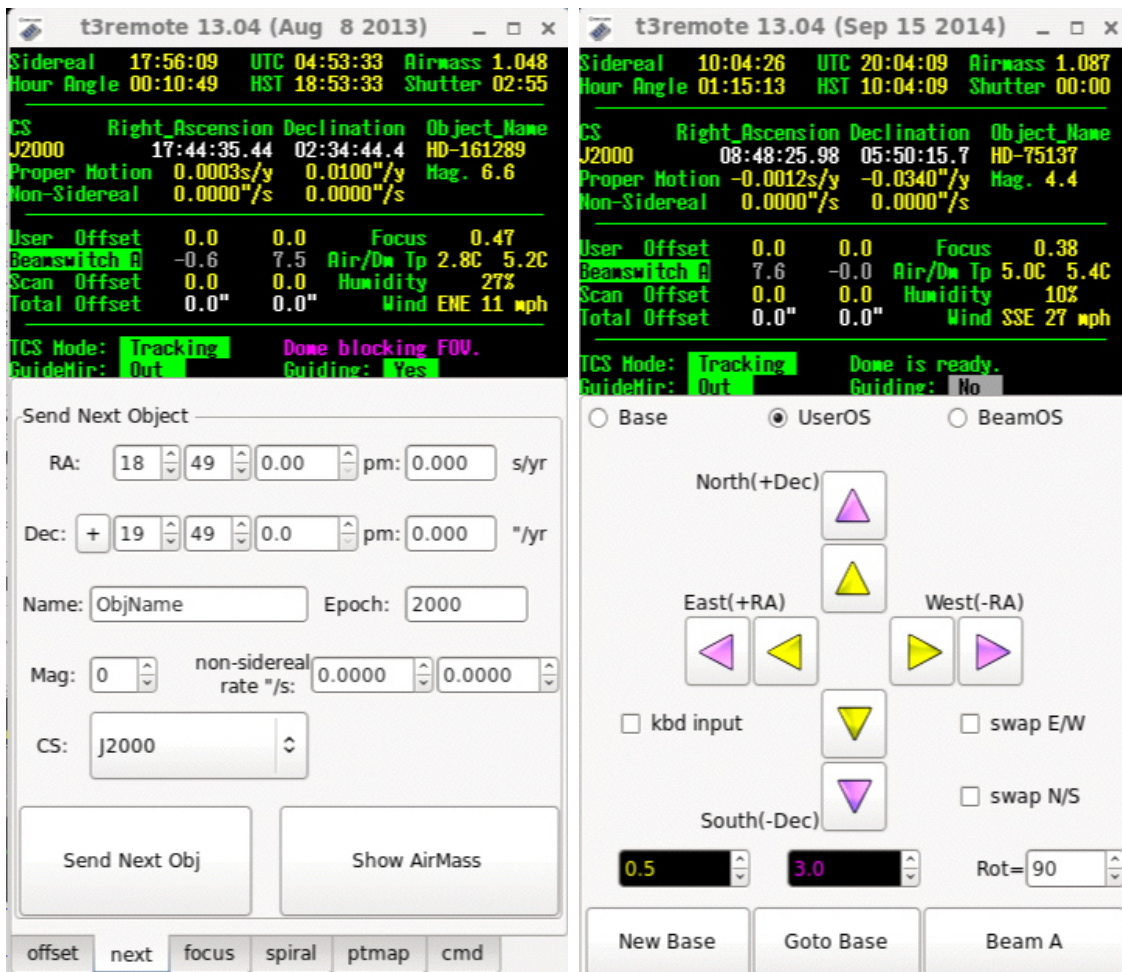 t3remote 13.04 (Aug 8 2013)
Sidereal 17:56:09 UTC 04:53:33 Airmass 1.048
Hour Angle 00:10:49 HST 18:53:33 Shutter 02:55
CS Right_Ascension Declination Object_Name
J2000 17:44:35.44 02:34:44.4 HD-161289
Proper Motion 0.0003s/y 0.0100"/y Mag. 6.6
Non-Sidereal 0.0000"/s 0.0000"/s
User Offset 0.0 0.0 Focus 0.47
Beamswitch A -0.6 7.5 Air/Dm Tp 2.8C 5.2C
Scan Offset 0.0 0.0 Humidity 27%
Total Offset 0.0" 0.0" Wind ENE 11 mph
TCS Mode: Tracking Dome blocking FOV.
GuideMir: Out Guiding: Yes
Send Next Object
RA: 18 49 0.00 pm: 0.000 s/yr
Dec: + 19 49 0.0 pm: 0.000 "/yr
Name: ObjName Epoch: 2000
Mag: 0 non-sidereal
rate "/s: 0.0000 0.0000
CS: J2000
Send Next Obj Show AirMass
offset next focus spiral ptmap cmd
t3remote 13.04 (Sep 15 2014)
Sidereal 10:04:26 UTC 20:04:09 Airmass 1.087
Hour Angle 01:15:13 HST 10:04:09 Shutter 00:00
CS Right_Ascension Declination Object_Name
J2000 08:48:25.98 05:50:15.7 HD-75137
Proper Motion -0.0012s/y -0.0340"/y Mag. 4.4
Non-Sidereal 0.0000"/s 0.0000"/s
User Offset 0.0 0.0 Focus 0.38
Beamswitch A 7.6 -0.0 Air/Dm Tp 5.0C 5.4C
Scan Offset 0.0 0.0 Humidity 10%
Total Offset 0.0" 0.0" Wind SSE 27 mph
TCS Mode: Tracking Dome is ready.
GuideMir: Out Guiding: No
Base UserOS BeamOS
North(+Dec)
East(+RA) West(-RA)
kbd input swap E/W
swap N/S
South(-Dec)
0.5 3.0 Rot= 90
New Base Goto Base Beam A